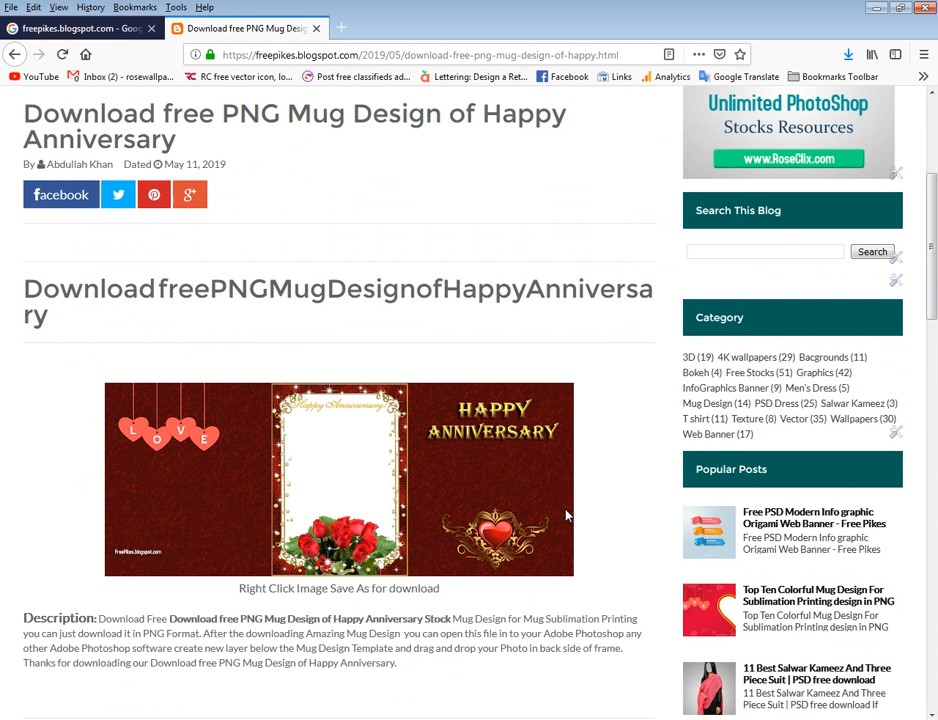 File Edit View History Bookmarks Tools Help
freepikes.blogspot.com - Goog
Download free PNG Mug Desig
https://freepikes.blogspot.com/2019/05/download-free-png-mug-design-of-happy.html
YouTube Inbox (2) - rosewallpa... RC free vector icon, lo... Post free classifieds ad... Lettering: Design a Ret... Facebook Links Analytics Google Translate Bookmarks Toolbar
Download free PNG Mug Design of Happy
Anniversary
By Abdullah Khan Dated May 11, 2019
facebook
g+
DownloadfreePNGMugDesignofHappyAnniversa
ry
L O V E
Happy Anniversary!
HAPPY
ANNIVERSARY
FreePikes.blogspot.com
Right Click Image Save As for download
Description: Download Free Download free PNG Mug Design of Happy Anniversary Stock Mug Design for Mug Sublimation Printing
you can just download it in PNG Format. After the downloading Amazing Mug Design you can open this file in to your Adobe Photoshop any
other Adobe Photoshop software create new layer below the Mug Design Template and drag and drop your Photo in back side of frame.
Thanks for downloading our Download free PNG Mug Design of Happy Anniversary.
Unlimited PhotoShop
Stocks Resources
www.RoseClix.com
Search This Blog
Search
Category
3D (19) 4K wallpapers (29) Bacgrounds (11)
Bokeh (4) Free Stocks (51) Graphics (42)
InfoGraphics Banner (9) Men's Dress (5)
Mug Design (14) PSD Dress (25) Salwar Kameez (3)
T shirt (11) Texture (8) Vector (35) Wallpapers (30)
Web Banner (17)
Popular Posts
Free PSD Modern Info graphic
Origami Web Banner - Free Pikes
Free PSD Modern Info graphic
Origami Web Banner - Free Pikes
Top Ten Colorful Mug Design For
Sublimation Printing design in PNG
Top Ten Colorful Mug Design For
Sublimation Printing design in PNG
11 Best Salwar Kameez And Three
Piece Suit | PSD free download
11 Best Salwar Kameez And Three
Piece Suit | PSD free download If